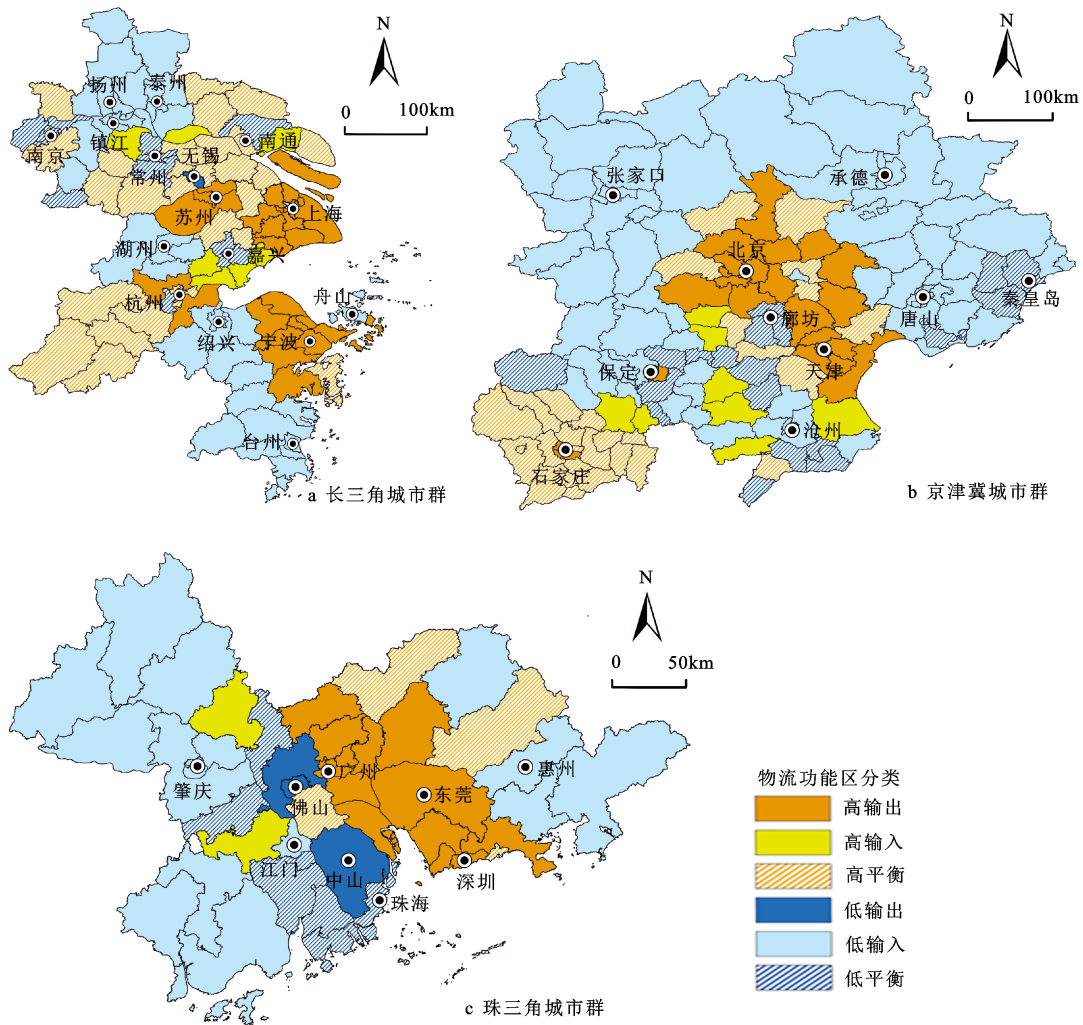 N
0 100km
扬州
泰州
镇江
南京
南通
无锡
常州
苏州
上海
湖州
嘉兴
杭州
舟山
绍兴
宁波
台州
a 长三角城市群
N
0 100km
张家口
承德
北京
秦皇岛
廊坊
唐山
保定
天津
沧州
石家庄
b 京津冀城市群
N
0 50km
广州
惠州
肇庆
佛山
东莞
江门
中山
深圳
珠海
c 珠三角城市群
物流功能区分类
高输出
高输入
高平衡
低输出
低输入
低平衡